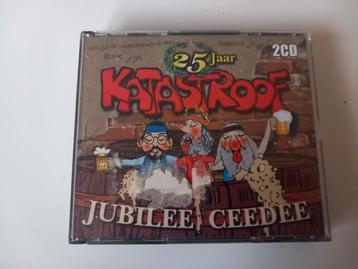 25 Jaar
2CD
KATASTROOF
JUBILEE CEEDEE